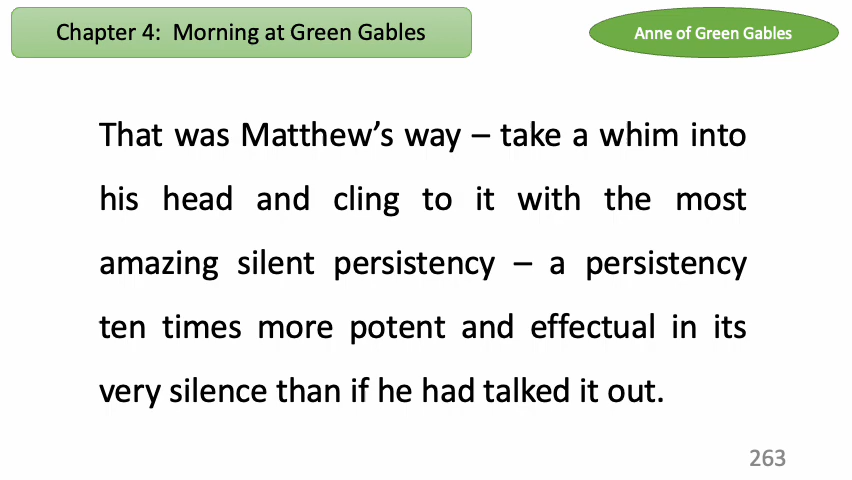 Chapter 4:  Morning at Green Gables
Anne of Green Gables
That was Matthew’s way – take a whim into
his head and cling to it with the most
amazing silent persistency – a persistency
ten times more potent and effectual in its
very silence than if he had talked it out.
263